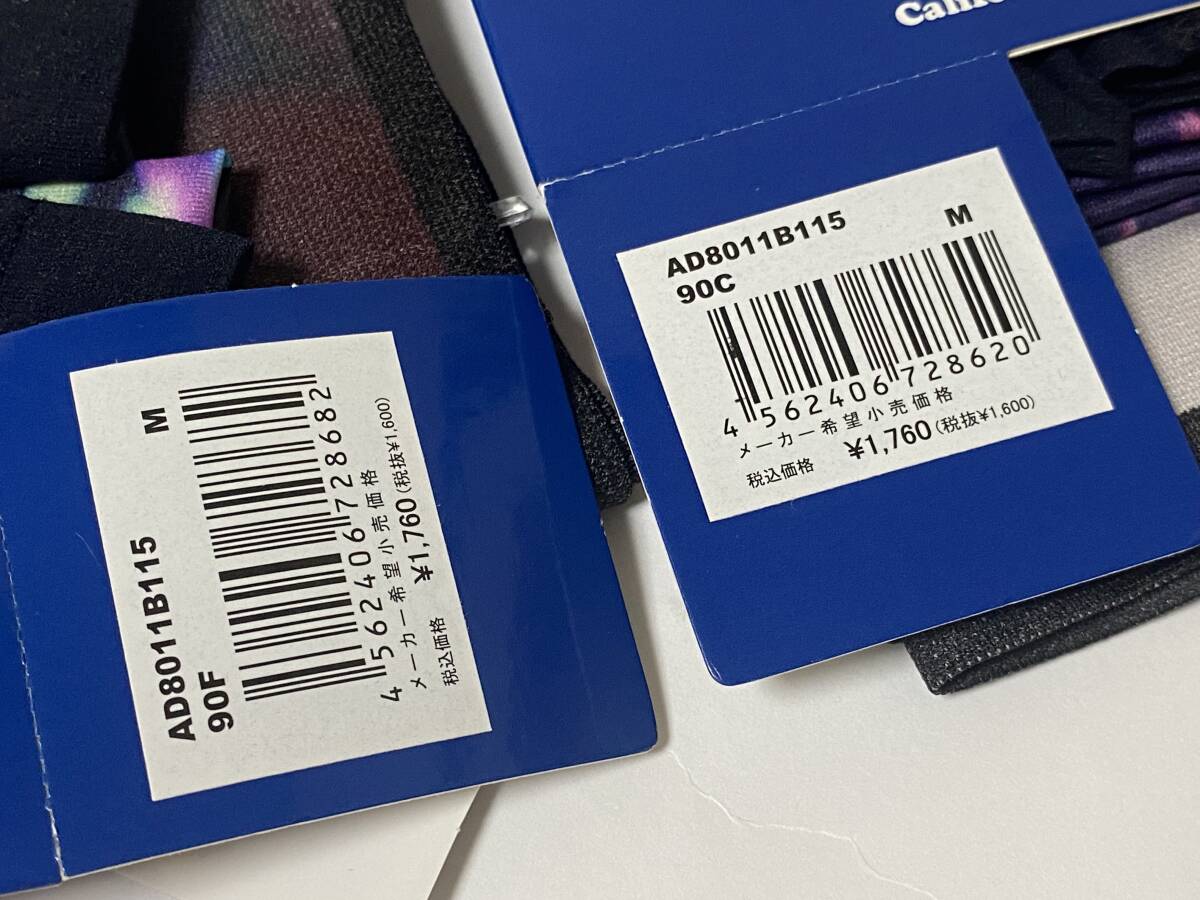 AD8011B115 M
90F
4 562406 728682
メーカー希望小売価格
税込価格 ¥1,760(税抜¥1,600)
AD8011B115 M
90C
4 562406 728620
メーカー希望小売価格
税込価格 ¥1,760(税抜¥1,600)